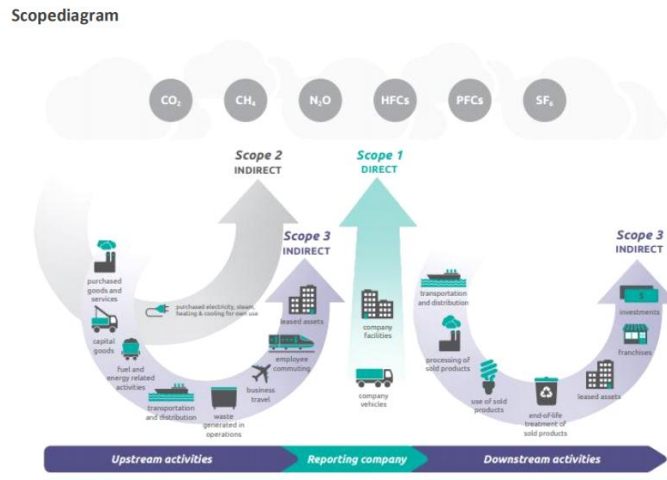 Scopediagram
CO₂
CH₄
N₂O
HFCs
PFCs
SF₆
Scope 2
INDIRECT
Scope 1
DIRECT
Scope 3
INDIRECT
Scope 3
INDIRECT
purchased
goods and
services
capital
goods
fuel and
energy related
activities
transportation
and distribution
waste
generated in
operations
business
travel
employee
commuting
leased assets
purchased electricity, steam,
heating & cooling for own use
company
facilities
company
vehicles
transportation
and distribution
processing of
sold products
use of sold
products
end-of-life
treatment of
sold products
leased assets
franchises
investments
$
Upstream activities
Reporting company
Downstream activities